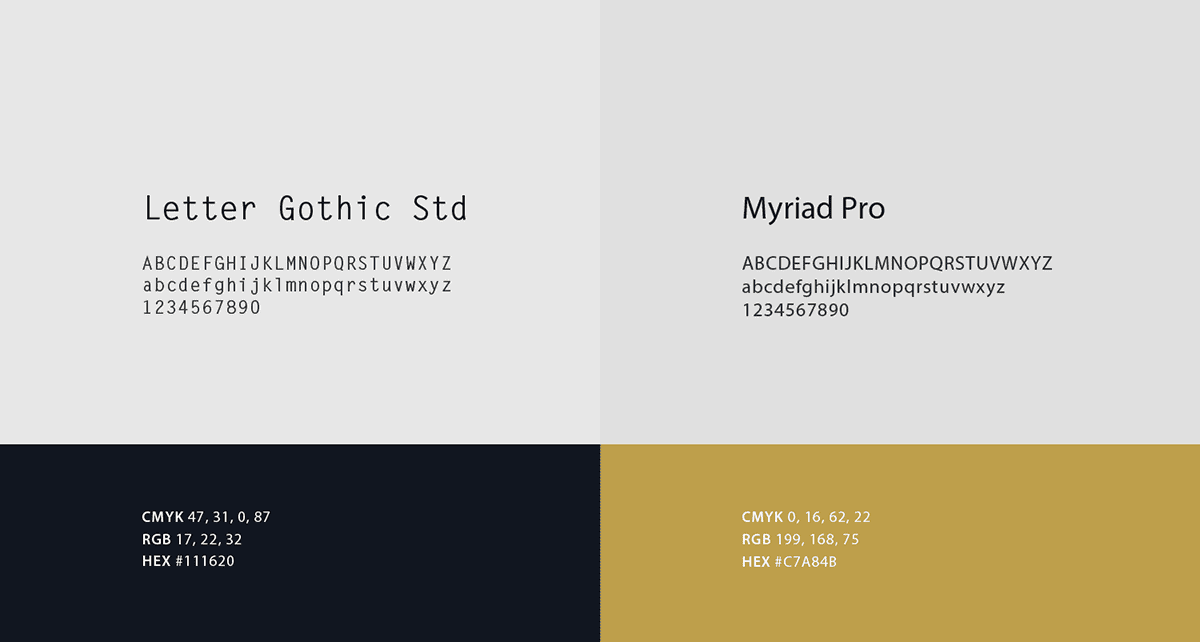 Letter Gothic Std
ABCDEFGHIJKLMNOPQRSTUVWXYZ
abcdefghijklmnopqrstuvwxyz
1234567890
Myriad Pro
ABCDEFGHIJKLMNOPQRSTUVWXYZ
abcdefghijklmnopqrstuvwxyz
1234567890
CMYK 47, 31, 0, 87
RGB 17, 22, 32
HEX #111620
CMYK 0, 16, 62, 22
RGB 199, 168, 75
HEX #C7A84B